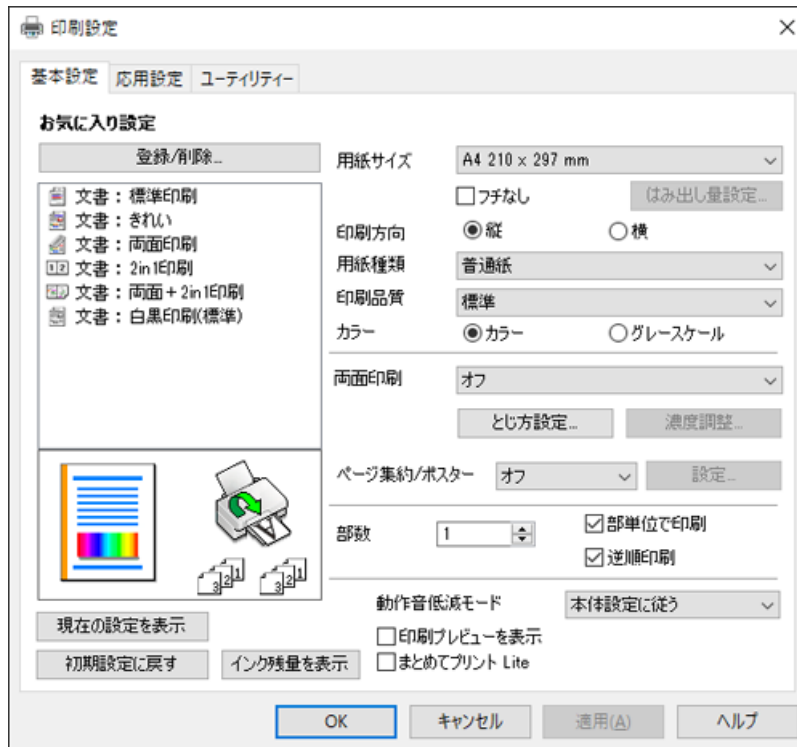 印刷設定
基本設定 応用設定 ユーティリティー
お気に入り設定
登録/削除...
文書：標準印刷
文書：きれい
文書：両面印刷
文書：2in1印刷
文書：両面＋2in1印刷
文書：白黒印刷(標準)
用紙サイズ A4 210 x 297 mm
フチなし はみ出し量設定...
印刷方向 縦 横
用紙種類 普通紙
印刷品質 標準
カラー カラー グレースケール
両面印刷 オフ
とじ方設定... 濃度調整...
ページ集約/ポスター オフ 設定...
部数 1 部単位で印刷
逆順印刷
3 2 1 3 2 1
動作音低減モード 本体設定に従う
現在の設定を表示 印刷プレビューを表示
初期設定に戻す インク残量を表示 まとめてプリント Lite
OK キャンセル 適用(A) ヘルプ